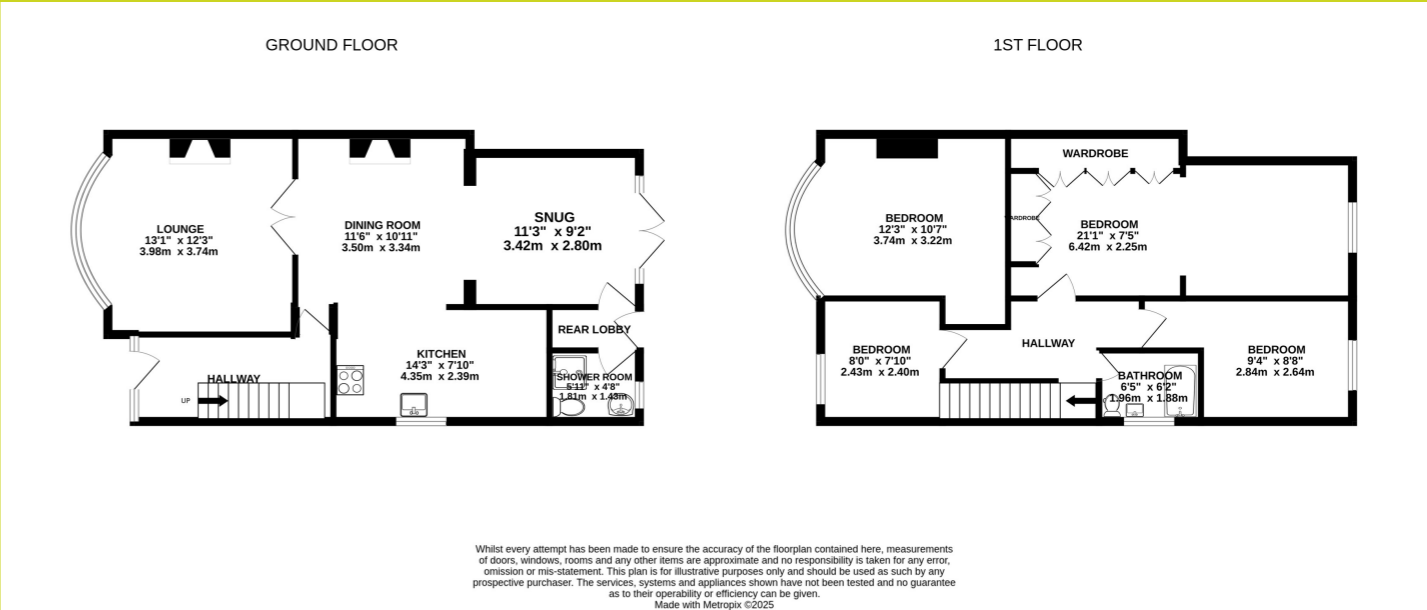 GROUND FLOOR
1ST FLOOR
LOUNGE
13'1" x 12'3"
3.98m x 3.74m
DINING ROOM
11'6" x 10'11"
3.50m x 3.34m
SNUG
11'3" x 9'2"
3.42m x 2.80m
REAR LOBBY
KITCHEN
14'3" x 7'10"
4.35m x 2.39m
SHOWER ROOM
5'11" x 4'8"
1.81m x 1.43m
HALLWAY
UP
WARDROBE
BEDROOM
12'3" x 10'7"
3.74m x 3.22m
WARDROBE
BEDROOM
21'1" x 7'5"
6.42m x 2.25m
BEDROOM
8'0" x 7'10"
2.43m x 2.40m
HALLWAY
BEDROOM
9'4" x 8'8"
2.84m x 2.64m
BATHROOM
6'5" x 6'2"
1.96m x 1.88m
Whilst every attempt has been made to ensure the accuracy of the floorplan contained here, measurements
of doors, windows, rooms and any other items are approximate and no responsibility is taken for any error,
omission or mis-statement. This plan is for illustrative purposes only and should be used as such by any
prospective purchaser. The services, systems and appliances shown have not been tested and no guarantee
as to their operability or efficiency can be given.
Made with Metropix ©2025